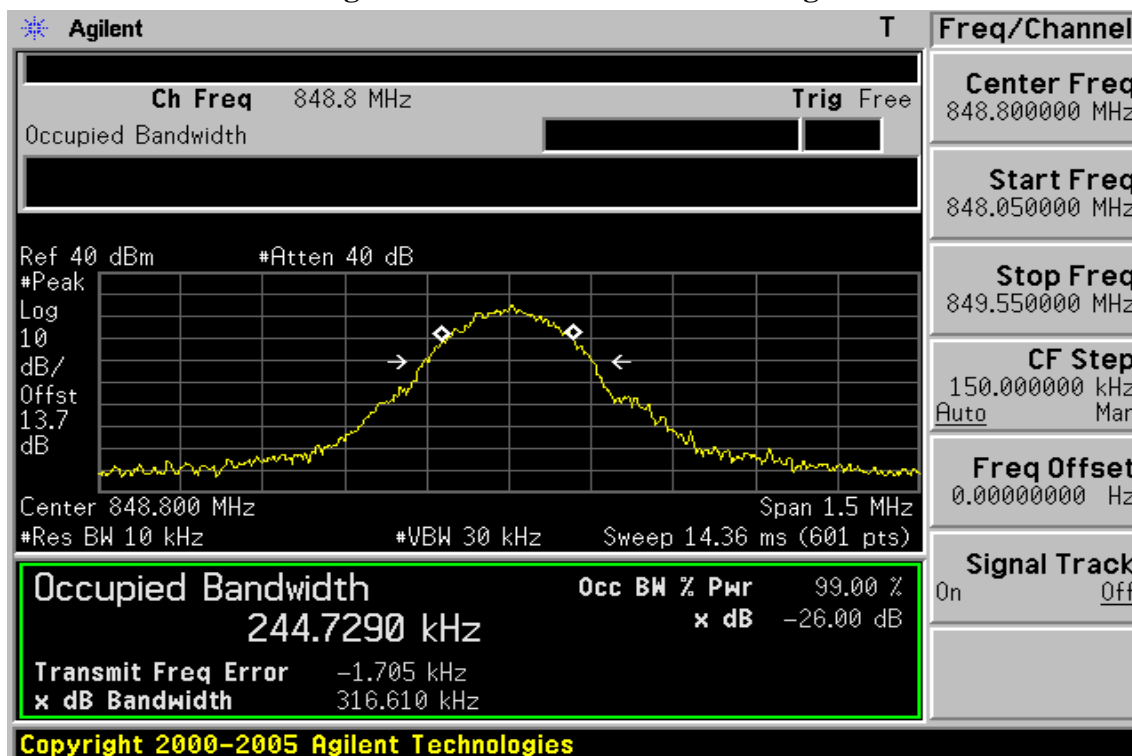 Agilent T
Freq/Channel
Ch Freq 848.8 MHz Trig Free
Occupied Bandwidth
Center Freq
848.800000 MHz
Start Freq
848.050000 MHz
Stop Freq
849.550000 MHz
CF Step
150.000000 kHz
Auto Man
Freq Offset
0.00000000 Hz
Signal Track
On Off
Ref 40 dBm #Atten 40 dB
#Peak
Log
10
dB/
Offst
13.7
dB
Center 848.800 MHz Span 1.5 MHz
#Res BW 10 kHz #VBW 30 kHz Sweep 14.36 ms (601 pts)
Occupied Bandwidth Occ BW % Pwr 99.00 %
244.7290 kHz x dB -26.00 dB
Transmit Freq Error -1.705 kHz
x dB Bandwidth 316.610 kHz
Copyright 2000-2005 Agilent Technologies